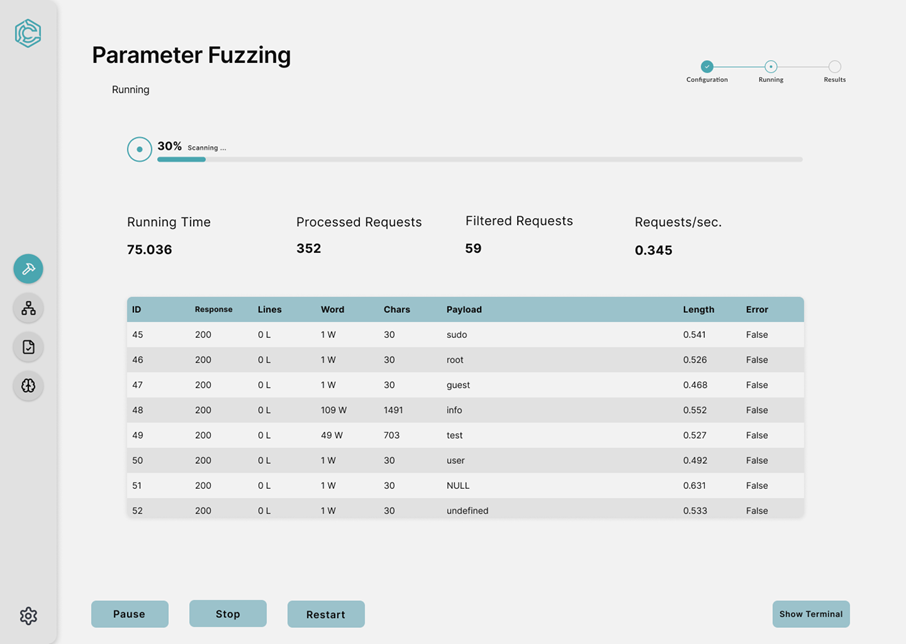 Parameter Fuzzing
Running
Configuration Running Results
30% Scanning ...
Running Time Processed Requests Filtered Requests Requests/sec.
75.036 352 59 0.345
ID Response Lines Word Chars Payload Length Error
45 200 0 L 1 W 30 sudo 0.541 False
46 200 0 L 1 W 30 root 0.526 False
47 200 0 L 1 W 30 guest 0.468 False
48 200 0 L 109 W 1491 info 0.552 False
49 200 0 L 49 W 703 test 0.527 False
50 200 0 L 1 W 30 user 0.492 False
51 200 0 L 1 W 30 NULL 0.631 False
52 200 0 L 1 W 30 undefined 0.533 False
Pause Stop Restart Show Terminal